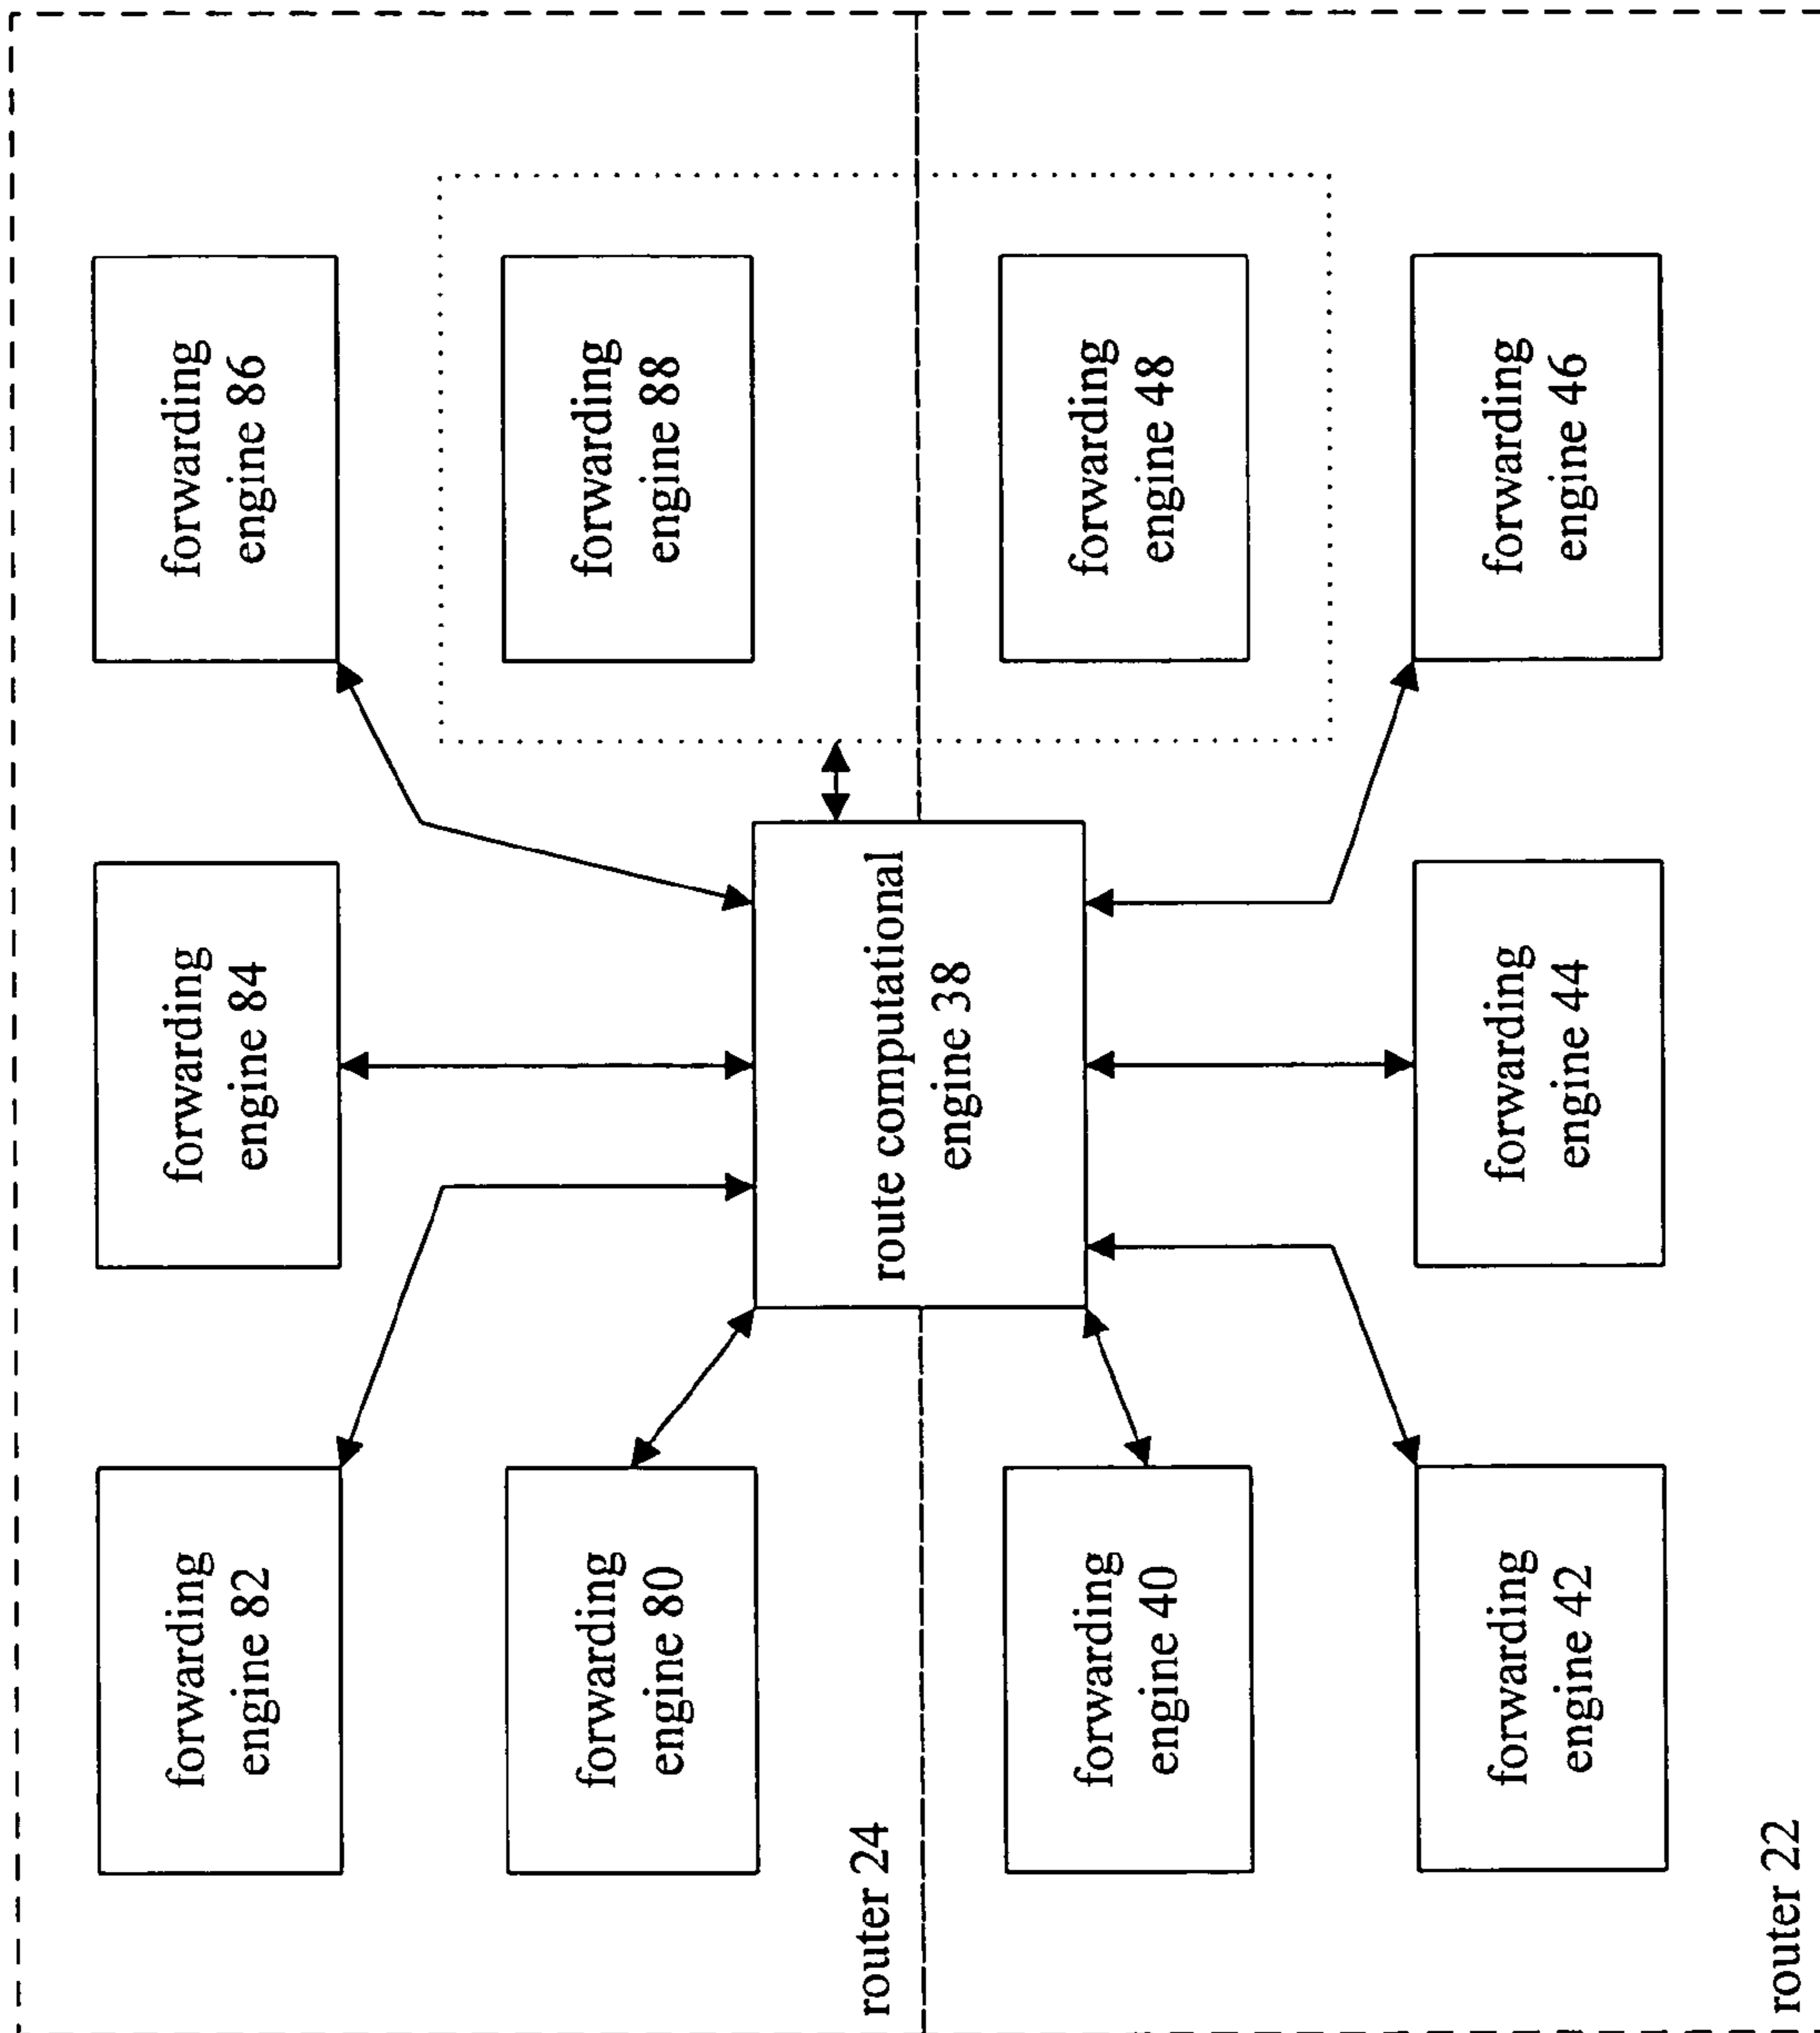 forwarding
engine 82
forwarding
engine 84
forwarding
engine 86
forwarding
engine 80
forwarding
engine 88
router 24
route computational
engine 38
forwarding
engine 40
forwarding
engine 48
forwarding
engine 42
forwarding
engine 44
forwarding
engine 46
router 22